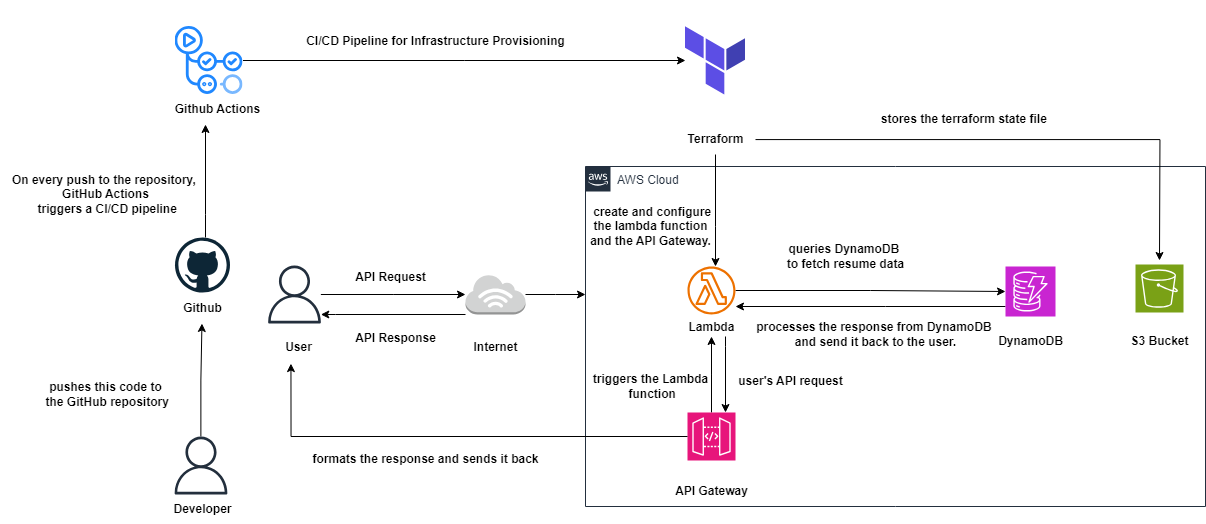 CI/CD Pipeline for Infrastructure Provisioning
Github Actions
stores the terraform state file
Terraform
On every push to the repository,
GitHub Actions
triggers a CI/CD pipeline
aws
AWS Cloud
create and configure
the lambda function
and the API Gateway.
queries DynamoDB
to fetch resume data
API Request
Github
Lambda
processes the response from DynamoDB
and send it back to the user.
DynamoDB
S3 Bucket
API Response
User
Internet
pushes this code to
the GitHub repository
triggers the Lambda
function
user's API request
formats the response and sends it back
API Gateway
Developer